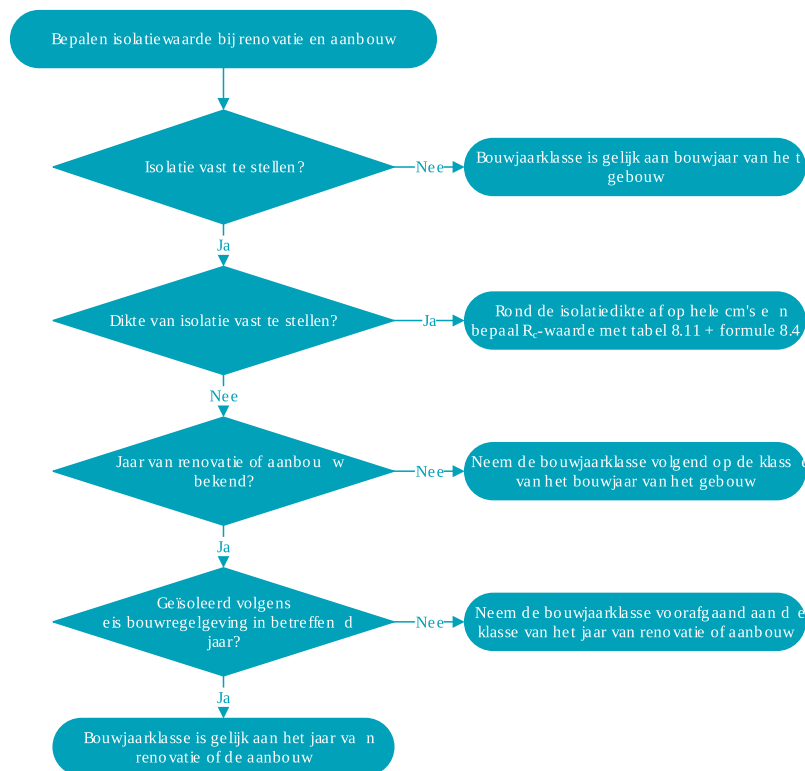 Bepalen isolatiewaarde bij renovatie en aanbouw
Isolatie vast te stellen?
Nee
Bouwjaarklasse is gelijk aan bouwjaar van het
gebouw
Ja
Dikte van isolatie vast te stellen?
Ja
Rond de isolatiedikte af op hele cm's en
bepaal Rc-waarde met tabel 8.11 + formule 8.4
Nee
Jaar van renovatie of aanbouw
bekend?
Nee
Neem de bouwjaarklasse volgend op de klasse
van het bouwjaar van het gebouw
Ja
Geïsoleerd volgens
eis bouwregelgeving in betreffend
jaar?
Nee
Neem de bouwjaarklasse voorafgaand aan de
klasse van het jaar van renovatie of aanbouw
Ja
Bouwjaarklasse is gelijk aan het jaar van
renovatie of de aanbouw